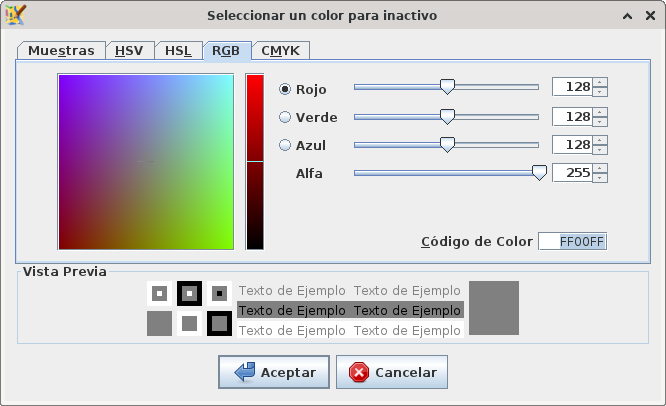 Seleccionar un color para inactivo
Muestras HSV HSL RGB CMYK
Rojo 128
Verde 128
Azul 128
Alfa 255
Código de Color FF00FF
Vista Previa
Texto de Ejemplo Texto de Ejemplo
Texto de Ejemplo Texto de Ejemplo
Texto de Ejemplo Texto de Ejemplo
Aceptar Cancelar